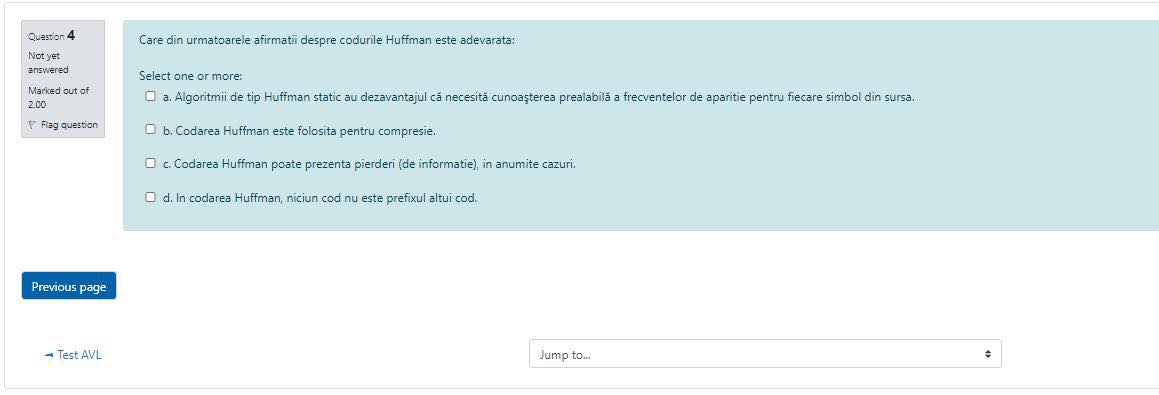 Question 4
Not yet
answered
Marked out of
2.00
Flag question
Care din urmatoarele afirmatii despre codurile Huffman este adevarata:
Select one or more:
a. Algoritmii de tip Huffman static au dezavantajul că necesită cunoaşterea prealabilă a frecventelor de aparitie pentru fiecare simbol din sursa.
b. Codarea Huffman este folosita pentru compresie.
c. Codarea Huffman poate prezenta pierderi (de informatie), in anumite cazuri.
d. In codarea Huffman, niciun cod nu este prefixul altui cod.
Previous page
◄ Test AVL
Jump to...